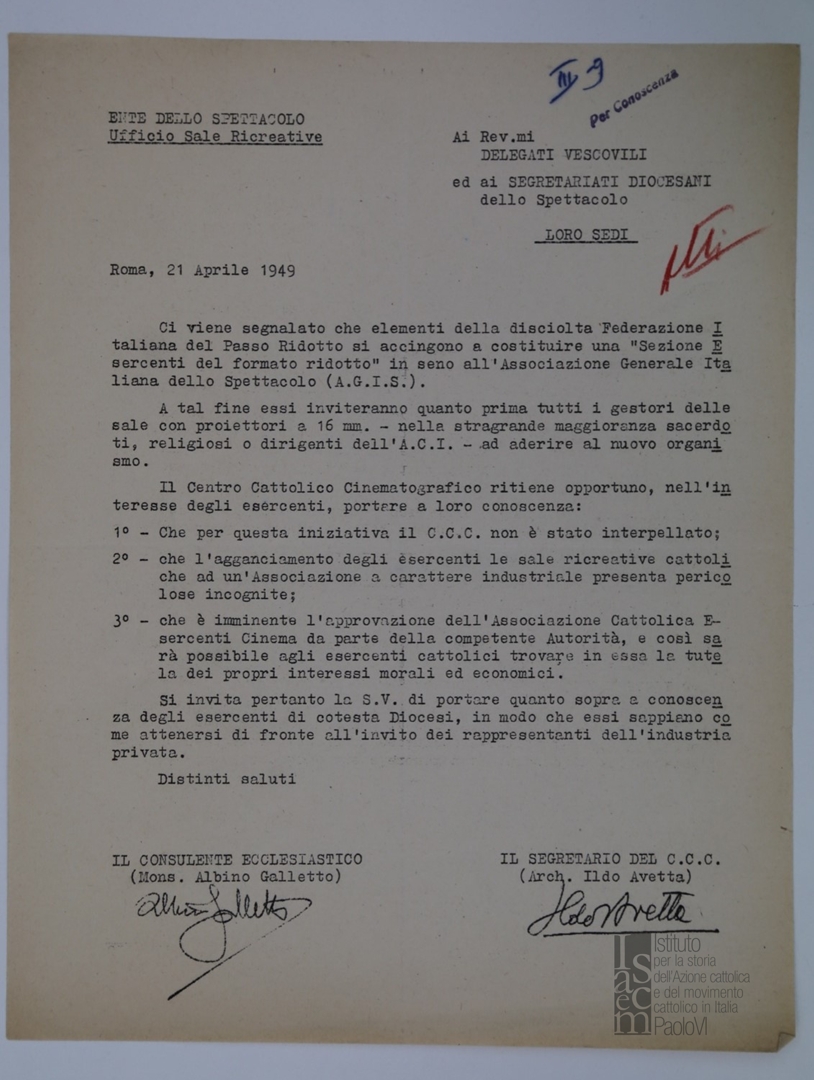 III 9
Per Conoscenza
ENTE DELLO SPETTACOLO
Ufficio Sale Ricreative
Ai Rev.mi
DELEGATI VESCOVILI
ed ai SEGRETARIATI DIOCESANI
dello Spettacolo
LORO SEDI
Roma, 21 Aprile 1949
Ci viene segnalato che elementi della disciolta Federazione I
taliana del Passo Ridotto si accingono a costituire una "Sezione E
sercenti del formato ridotto" in seno all'Associazione Generale Ita
liana dello Spettacolo (A.G.I.S.).
A tal fine essi inviteranno quanto prima tutti i gestori delle
sale con proiettori a 16 mm. - nella stragrande maggioranza sacerdo
ti, religiosi o dirigenti dell'A.C.I. - ad aderire al nuovo organi
smo.
Il Centro Cattolico Cinematografico ritiene opportuno, nell'in
teresse degli esercenti, portare a loro conoscenza:
1° - Che per questa iniziativa il C.C.C. non è stato interpellato;
2° - che l'agganciamento degli esercenti le sale ricreative cattoli
che ad un'Associazione a carattere industriale presenta perico
lose incognite;
3° - che è imminente l'approvazione dell'Associazione Cattolica E-
sercenti Cinema da parte della competente Autorità, e così sa
rà possibile agli esercenti cattolici trovare in essa la tute
la dei propri interessi morali ed economici.
Si invita pertanto la S.V. di portare quanto sopra a conoscen
za degli esercenti di cotesta Diocesi, in modo che essi sappiano co
me attenersi di fronte all'invito dei rappresentanti dell'industria
privata.
Distinti saluti
IL CONSULENTE ECCLESIASTICO
(Mons. Albino Galletto)
Albino Galletto
IL SEGRETARIO DEL C.C.C.
(Arch. Ildo Avetta)
Ildo Avetta
Isacem
Istituto
per la storia
dell'Azione cattolica
e del movimento
cattolico in Italia
PaoloVI